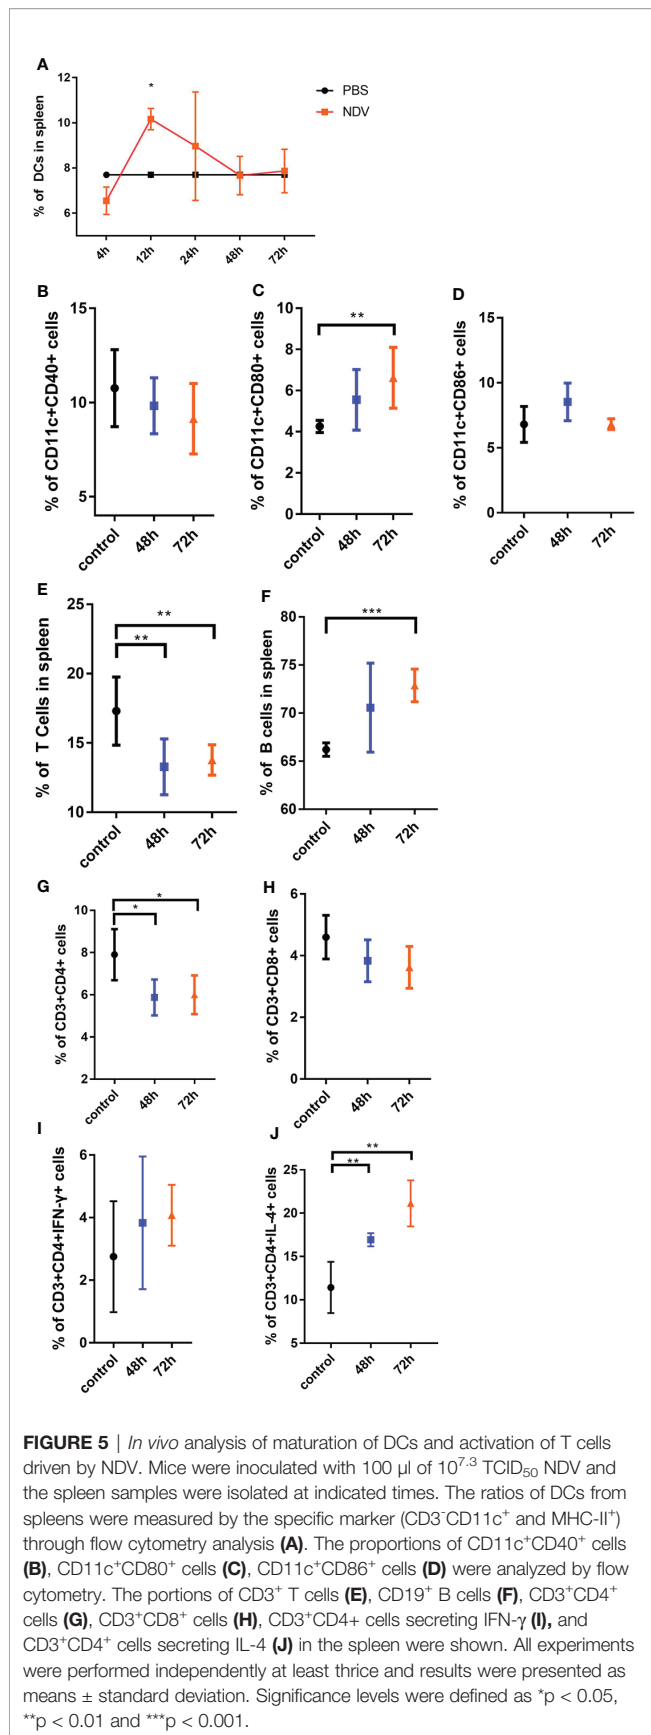 A
% of DCs in spleen
12
10
8
6
*
4h
12h
24h
48h
72h
PBS
NDV
B
% of CD11c+CD40+ cells
15
10
5
control
48h
72h
C
% of CD11c+CD80+ cells
10
8
6
4
2
0
**
control
48h
72h
D
% of CD11c+CD86+ cells
15
10
5
0
control
48h
72h
E
% of T Cells in spleen
25
20
15
10
**
**
control
48h
72h
F
% of B cells in spleen
80
75
70
65
60
***
control
48h
72h
G
% of CD3+CD4+ cells
10
8
6
4
2
*
*
control
48h
72h
H
% of CD3+CD8+ cells
6
4
2
0
control
48h
72h
I
% of CD3+CD4+IFN-γ+ cells
6
4
2
0
control
48h
72h
J
% of CD3+CD4+IL-4+ cells
25
20
15
10
5
**
**
control
48h
72h
FIGURE 5 | In vivo analysis of maturation of DCs and activation of T cells
driven by NDV. Mice were inoculated with 100 µl of 10^7.3 TCID50 NDV and
the spleen samples were isolated at indicated times. The ratios of DCs from
spleens were measured by the specific marker (CD3-CD11c+ and MHC-II+)
through flow cytometry analysis (A). The proportions of CD11c+CD40+ cells
(B), CD11c+CD80+ cells (C), CD11c+CD86+ cells (D) were analyzed by flow
cytometry. The portions of CD3+ T cells (E), CD19+ B cells (F), CD3+CD4+
cells (G), CD3+CD8+ cells (H), CD3+CD4+ cells secreting IFN-γ (I), and
CD3+CD4+ cells secreting IL-4 (J) in the spleen were shown. All experiments
were performed independently at least thrice and results were presented as
means ± standard deviation. Significance levels were defined as *p < 0.05,
**p < 0.01 and ***p < 0.001.